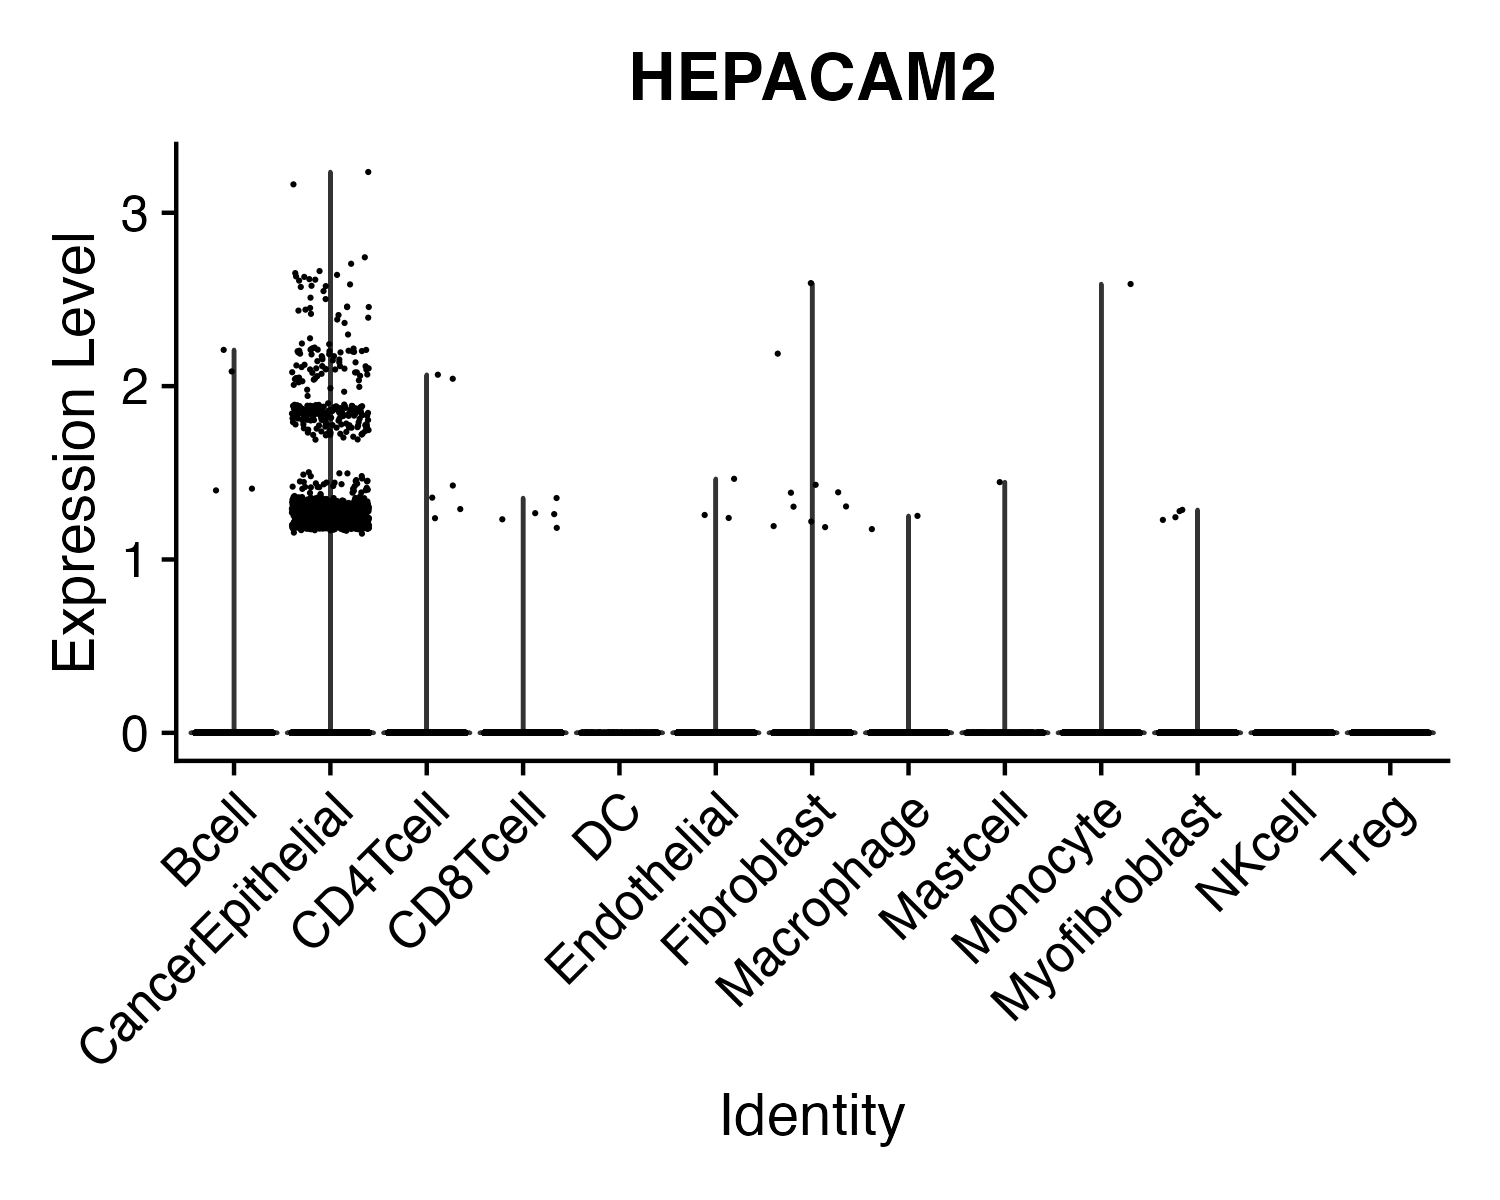 HEPACAM2
Expression Level
3
2
1
0
Bcell
CancerEpithelial
CD4Tcell
CD8Tcell
DC
Endothelial
Fibroblast
Macrophage
Mastcell
Monocyte
Myofibroblast
NKcell
Treg
Identity